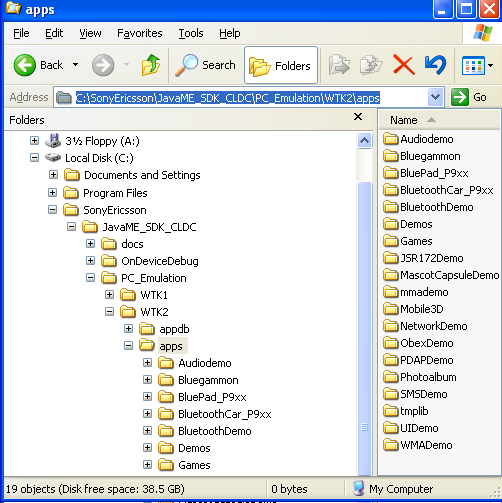 apps
File Edit View Favorites Tools Help
Back Search Folders
Address C:\SonyEricsson\JavaME_SDK_CLDC\PC_Emulation\WTK2\apps Go
Folders
3½ Floppy (A:)
Local Disk (C:)
Documents and Settings
Program Files
SonyEricsson
JavaME_SDK_CLDC
docs
OnDeviceDebug
PC_Emulation
WTK1
WTK2
appdb
apps
Audiodemo
Bluegammon
BluePad_P9xx
BluetoothCar_P9xx
BluetoothDemo
Demos
Games
Name
Audiodemo
Bluegammon
BluePad_P9xx
BluetoothCar_P9xx
BluetoothDemo
Demos
Games
JSR172Demo
MascotCapsuleDemo
mmademo
Mobile3D
NetworkDemo
ObexDemo
PDAPDemo
Photoalbum
SMSDemo
tmplib
UIDemo
WMADemo
19 objects (Disk free space: 38.5 GB) 0 bytes My Computer